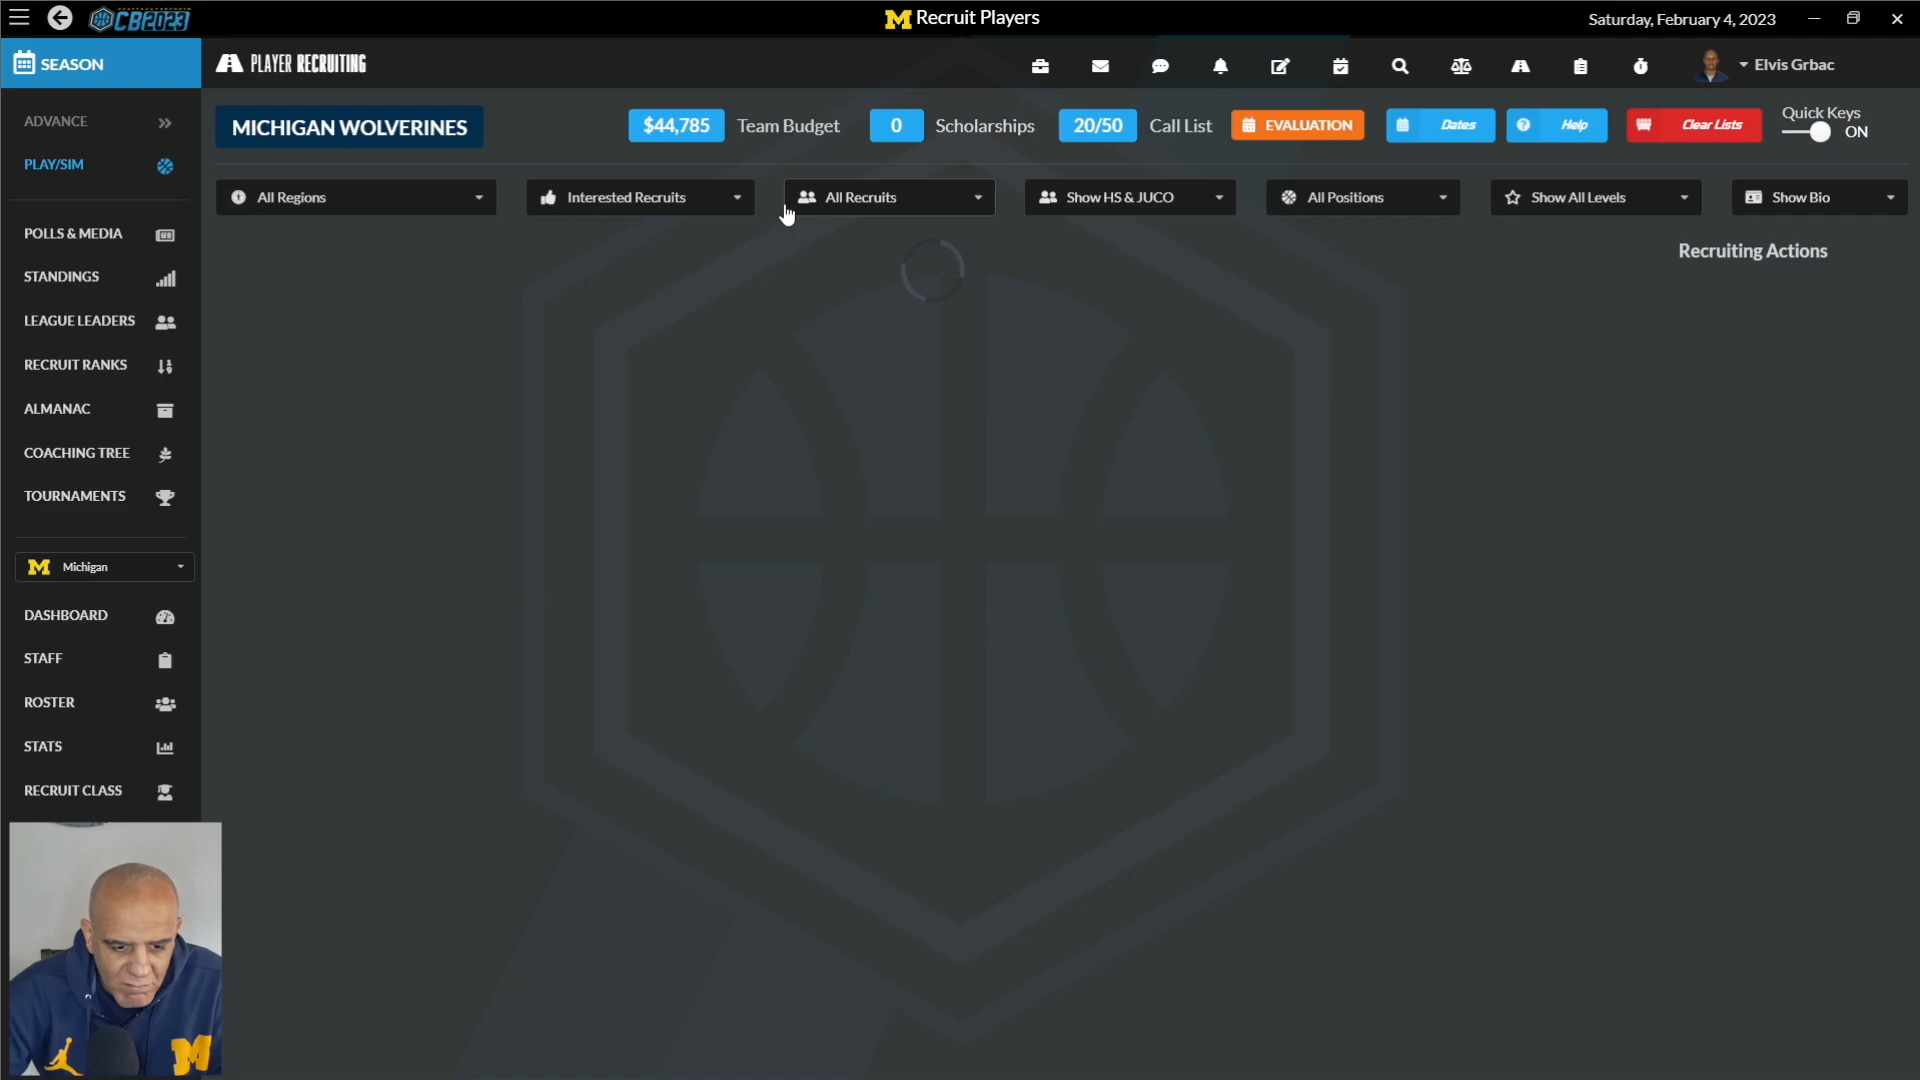 CB2023
M Recruit Players
Saturday, February 4, 2023
SEASON
PLAYER RECRUITING
Elvis Grbac
ADVANCE
PLAY/SIM
POLLS & MEDIA
STANDINGS
LEAGUE LEADERS
RECRUIT RANKS
ALMANAC
COACHING TREE
TOURNAMENTS
M Michigan
DASHBOARD
STAFF
ROSTER
STATS
RECRUIT CLASS
MICHIGAN WOLVERINES
$44,785 Team Budget
0 Scholarships
20/50 Call List
EVALUATION
Dates
Help
Clear Lists
Quick Keys
ON
All Regions
Interested Recruits
All Recruits
Show HS & JUCO
All Positions
Show All Levels
Show Bio
Recruiting Actions
M